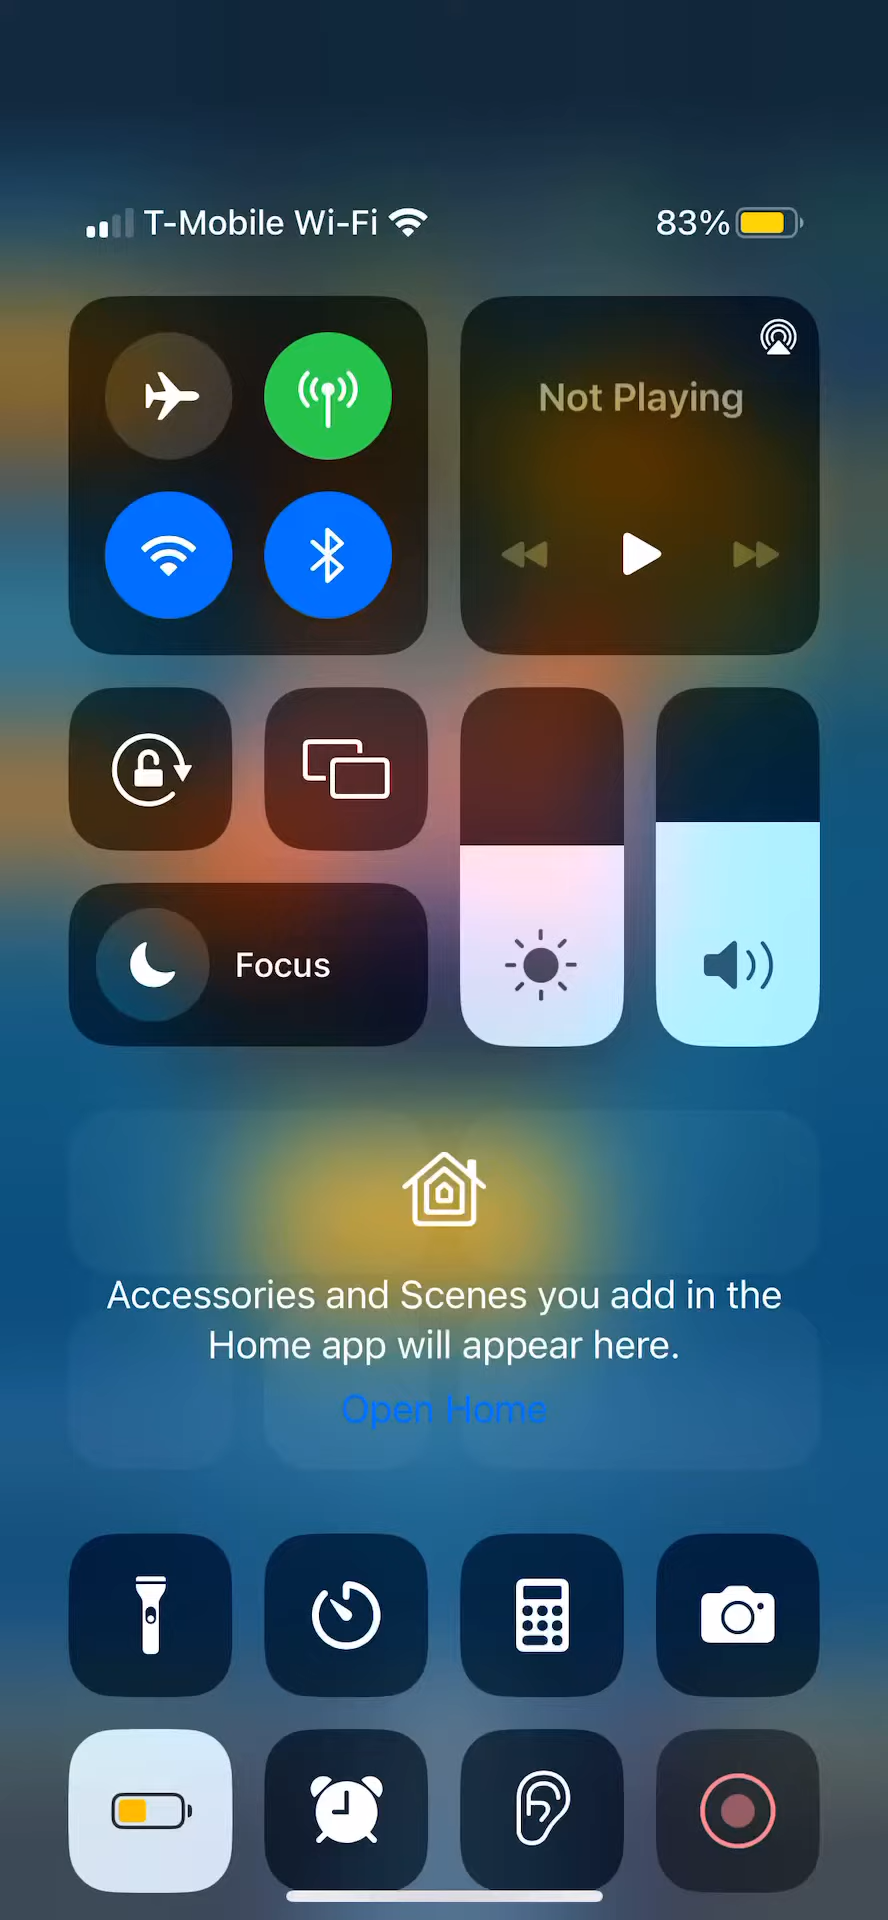 T-Mobile Wi-Fi 83%
Not Playing
Focus
Accessories and Scenes you add in the
Home app will appear here.
Open Home